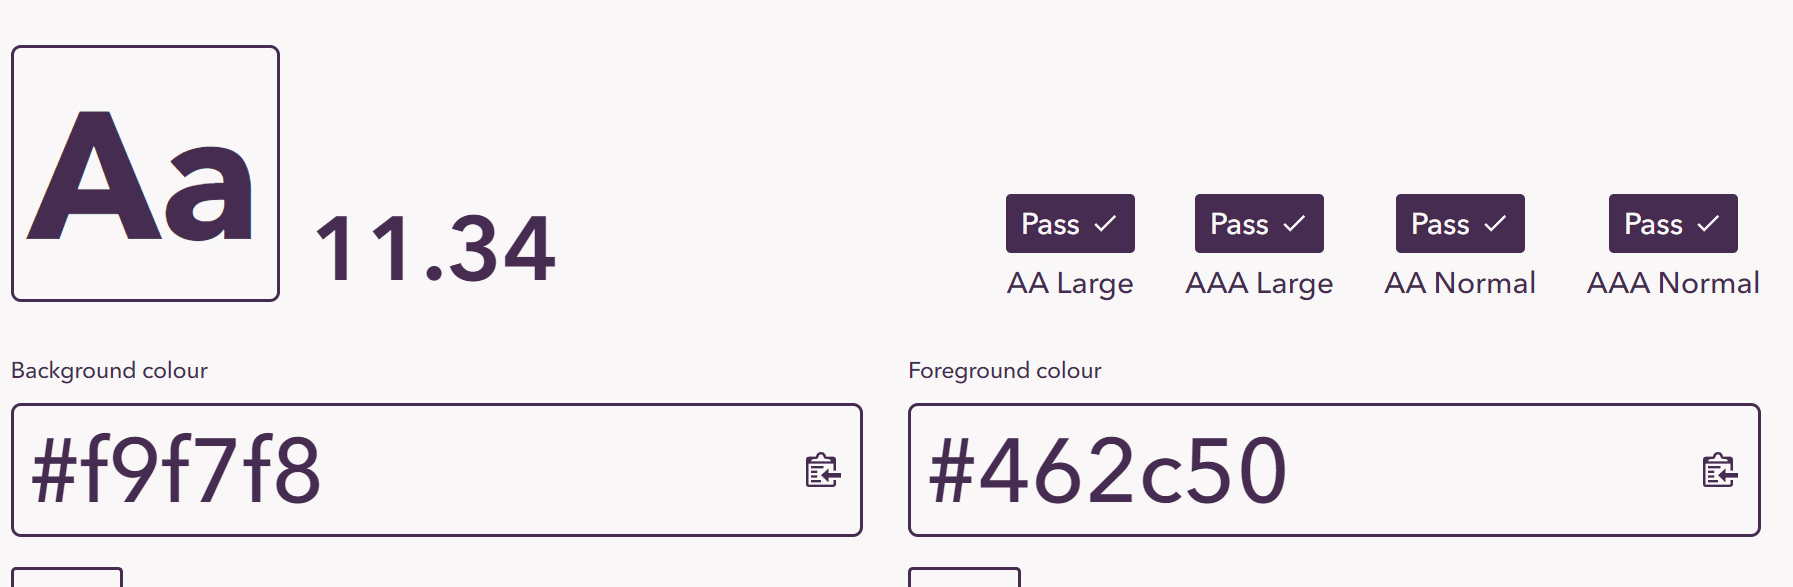 Aa
11.34
Pass ✓
AA Large
Pass ✓
AAA Large
Pass ✓
AA Normal
Pass ✓
AAA Normal
Background colour
#f9f7f8
Foreground colour
#462c50